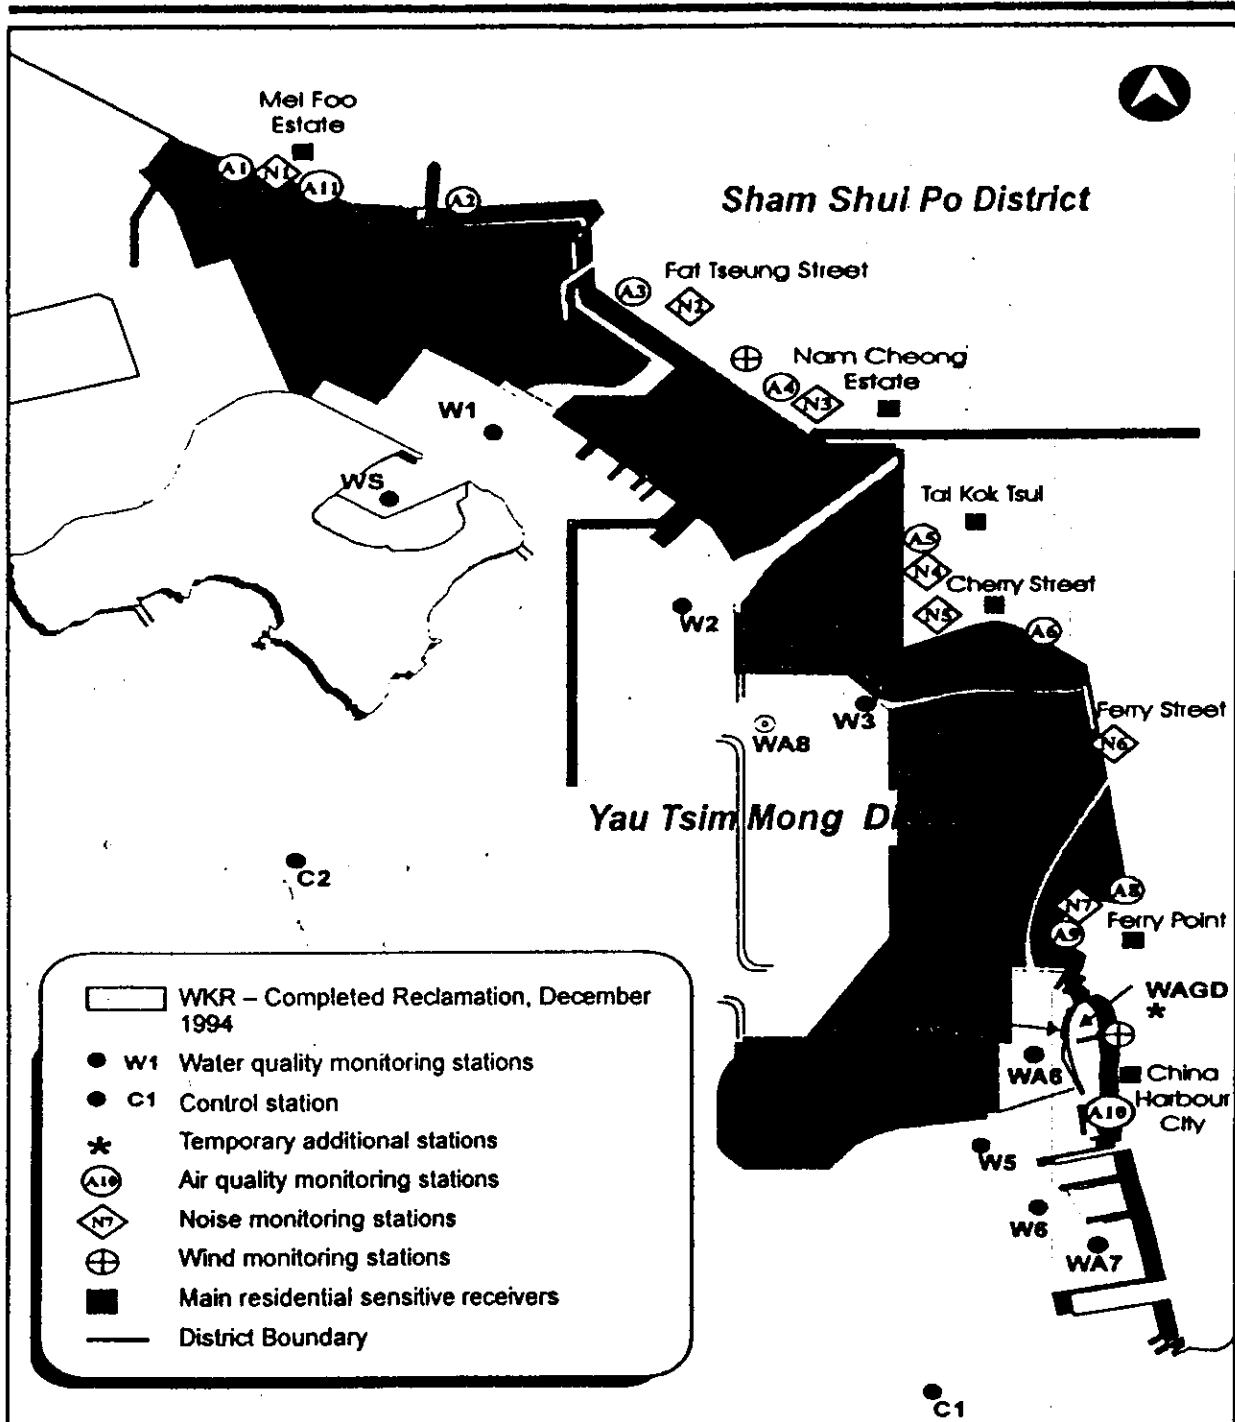 Mei Foo
Estate
A1
N1
A11
A2
Sham Shui Po District
Fat Tseung Street
A3
N2
Nam Cheong
Estate
A4
N3
W1
WS
Tai Kok Tsui
A5
N4
Cherry Street
N5
A6
W2
W3
WA8
Ferry Street
N6
Yau Tsim Mong Di
C2
A8
N7
Ferry Point
A9
WAGD
*
WA6
China
Harbour
City
A10
W5
W6
WA7
C1
WKR – Completed Reclamation, December
1994
W1 Water quality monitoring stations
C1 Control station
* Temporary additional stations
A10 Air quality monitoring stations
N7 Noise monitoring stations
Wind monitoring stations
Main residential sensitive receivers
District Boundary